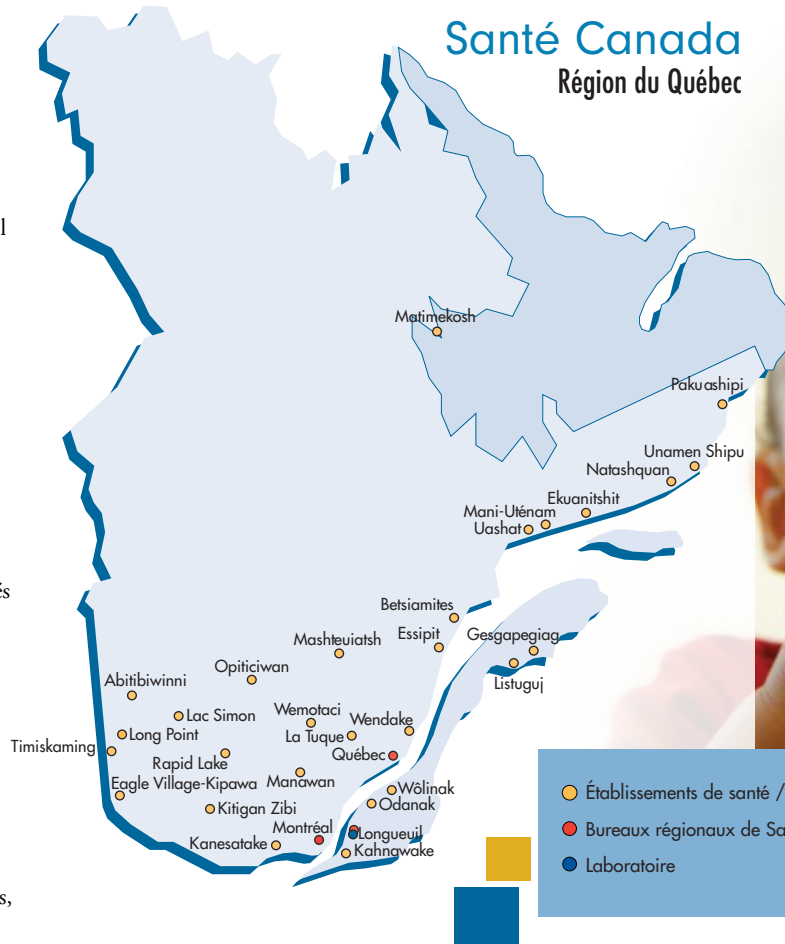 Santé Canada
Région du Québec
l
Matimekosh
Pakuashipi
Unamen Shipu
Natashquan
Ekuanitshit
Mani-Uténam
Uashat
és
Betsiamites
Essipit
Gesgapegiag
Mashteuiatsh
Opiticiwan
Listuguj
Abitibiwinni
Lac Simon
Wemotaci
Wendake
Long Point
La Tuque
Timiskaming
Québec
Rapid Lake
Eagle Village-Kipawa
Manawan
Wôlinak
Odanak
Kitigan Zibi
Montréal
Longueuil
Kanesatake
Kahnawake
Établissements de santé /
Bureaux régionaux de Sa
Laboratoire
s,